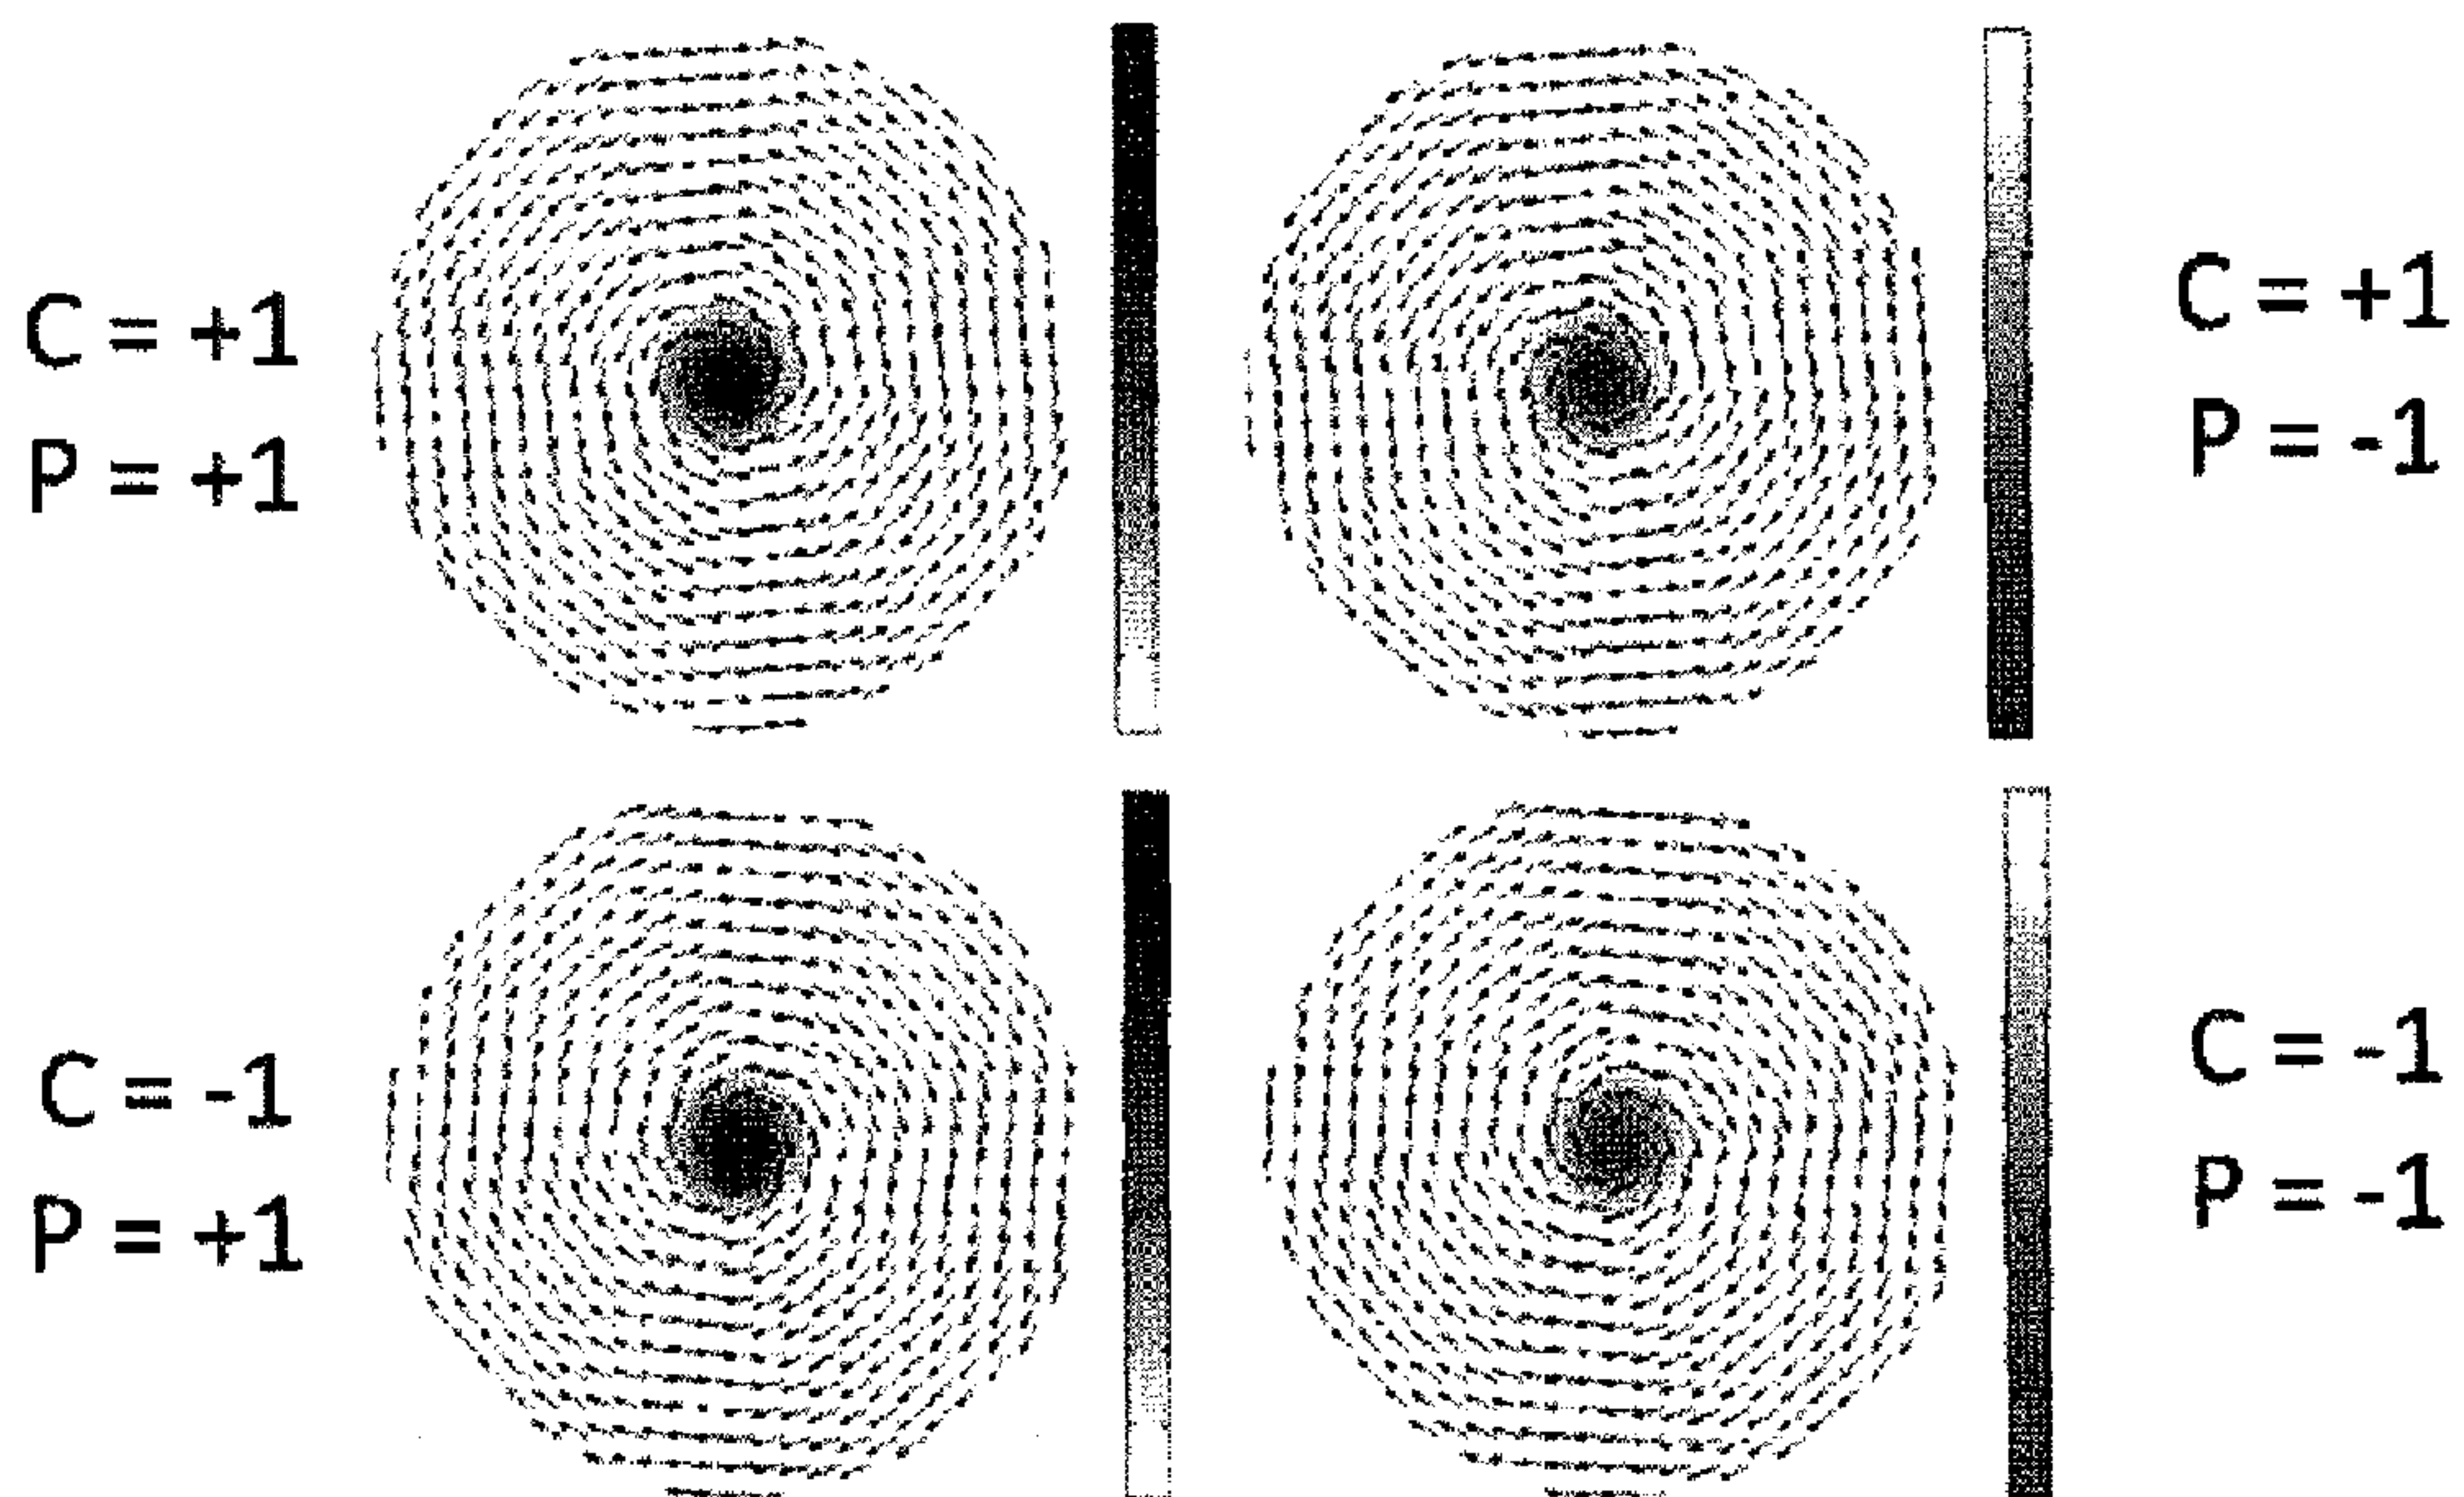 C = +1
P = +1
C = +1
P = -1
C = -1
P = +1
C = -1
P = -1